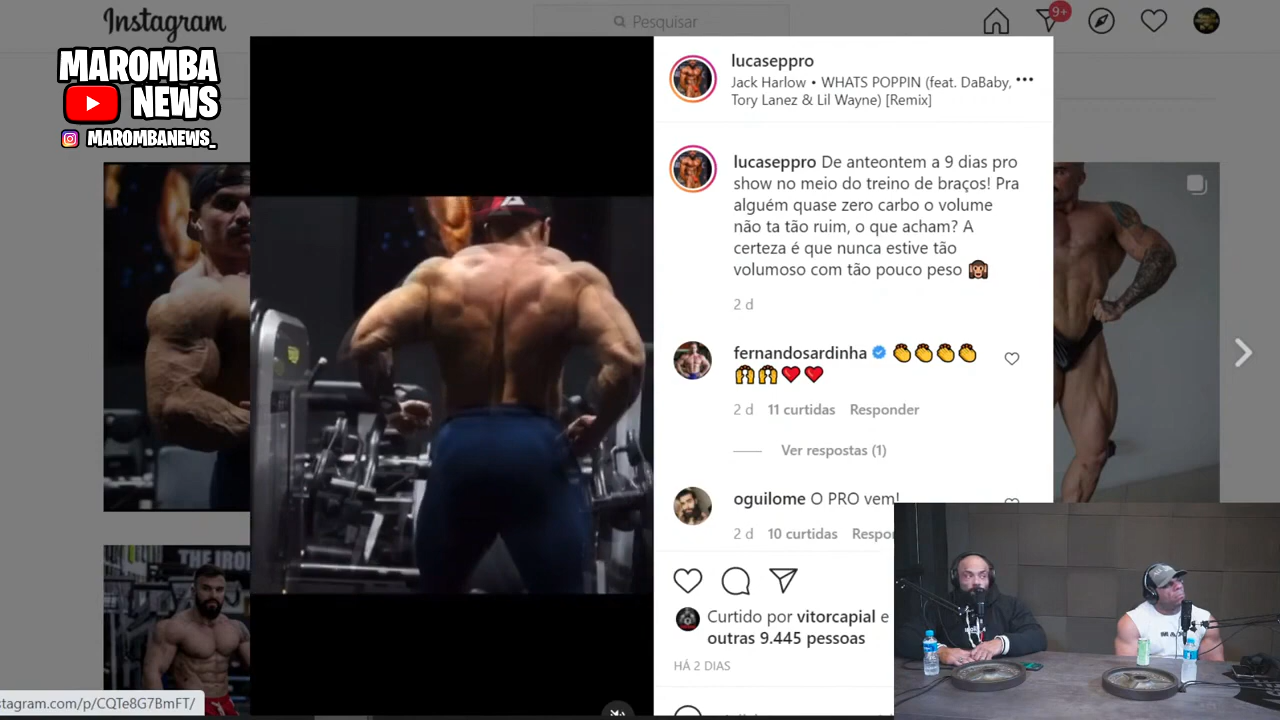 Instagram
Pesquisar
9+
MAROMBA
NEWS
MAROMBANEWS_
lucaseppro
Jack Harlow • WHATS POPPIN (feat. DaBaby,
Tory Lanez & Lil Wayne) [Remix]
lucaseppro De anteontem a 9 dias pro
show no meio do treino de braços! Pra
alguém quase zero carbo o volume
não ta tão ruim, o que acham? A
certeza é que nunca estive tão
volumoso com tão pouco peso 🙊
2 d
fernandosardinha 👏👏👏👏
🙌🙌❤️❤️
2 d 11 curtidas Responder
Ver respostas (1)
oguilome O PRO vem!
2 d 10 curtidas Respo
Curtido por vitorcapial e
outras 9.445 pessoas
HÁ 2 DIAS
THE IRO
stagram.com/p/CQTe8G7BmFT/